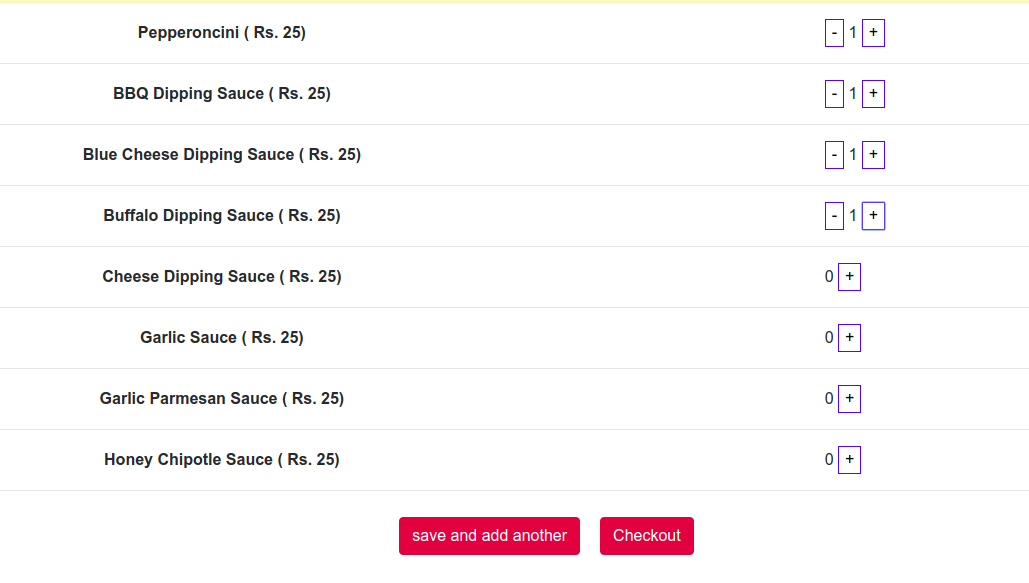 Pepperoncini ( Rs. 25) - 1 +
BBQ Dipping Sauce ( Rs. 25) - 1 +
Blue Cheese Dipping Sauce ( Rs. 25) - 1 +
Buffalo Dipping Sauce ( Rs. 25) - 1 +
Cheese Dipping Sauce ( Rs. 25) 0 +
Garlic Sauce ( Rs. 25) 0 +
Garlic Parmesan Sauce ( Rs. 25) 0 +
Honey Chipotle Sauce ( Rs. 25) 0 +
save and add another Checkout